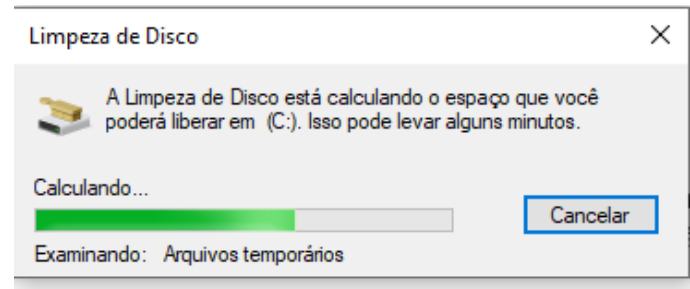 Limpeza de Disco
A Limpeza de Disco está calculando o espaço que você
poderá liberar em  (C:). Isso pode levar alguns minutos.
Calculando...
Cancelar
Examinando:   Arquivos temporários